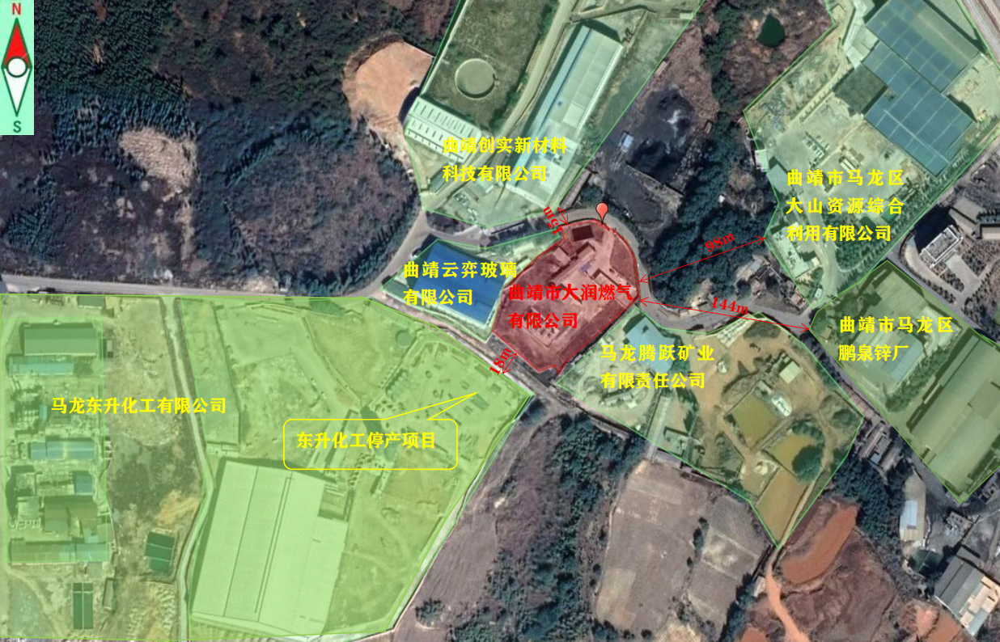 N
S
曲靖创实新材料
科技有限公司
曲靖市马龙区
大山资源综合
利用有限公司
15m
98m
曲靖云弈玻璃
有限公司
曲靖市大润燃气
有限公司
144m
曲靖市马龙区
鹏泉锌厂
18m
马龙腾跃矿业
有限责任公司
马龙东升化工有限公司
东升化工停产项目